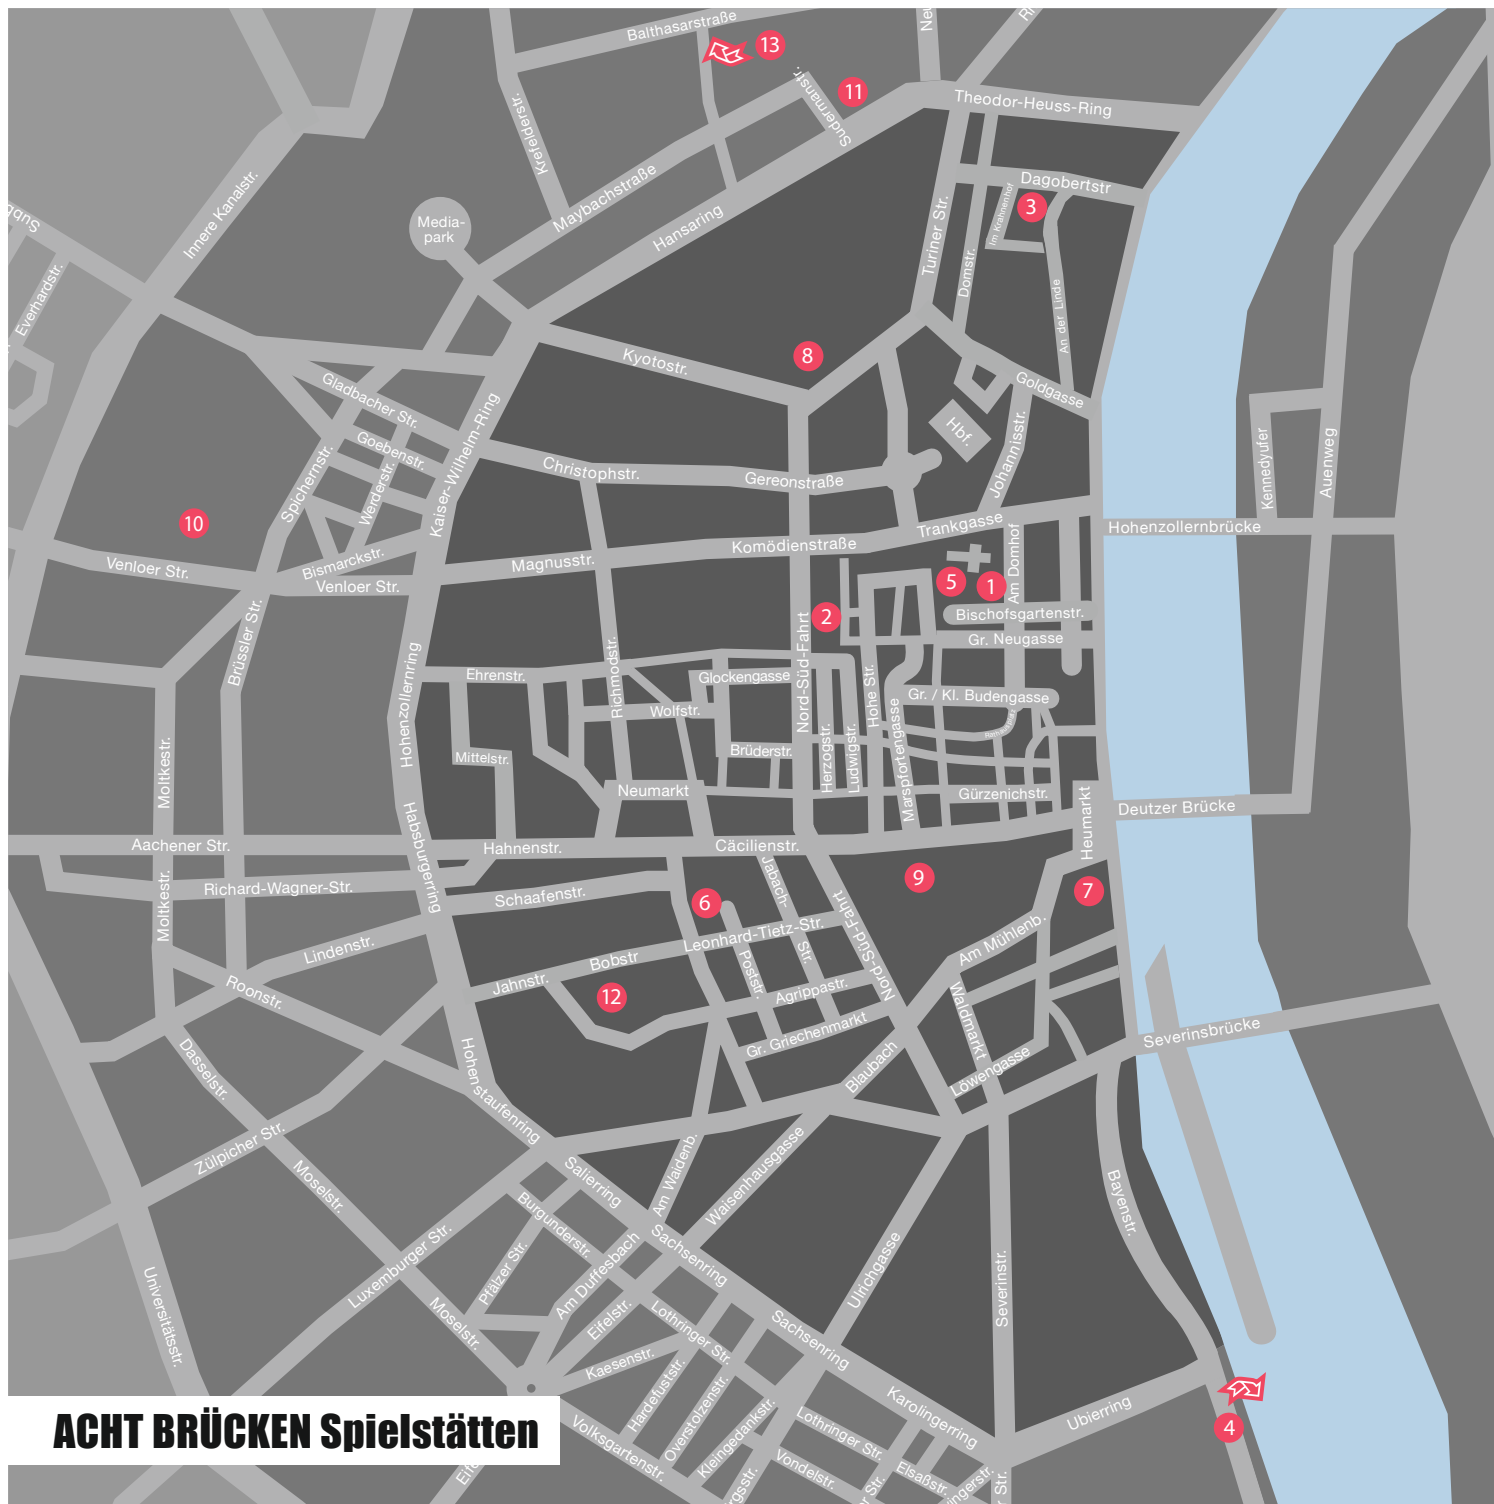 Balthasarstraße
13
11
Sudermanstr.
Krefelderstr.
Theodor-Heuss-Ring
Innere Kanalstr.
Maybachstraße
Hansaring
Media-
park
Dagobertstr
3
Im Krahnenhof
Turiner Str.
Domstr.
An der Linde
Everhardstr.
Kyotostr.
8
Goldgasse
Gladbacher Str.
Goebenstr.
Spichernstr.
Werderstr.
Kaiser-Wilhelm-Ring
Christophstr.
Gereonstraße
Hbf.
Johannisstr.
Kennedyufer
Auenweg
10
Trankgasse
Hohenzollernbrücke
Komödienstraße
Magnusstr.
Bismarckstr.
Venloer Str.
Venloer Str.
5
1
Am Domhof
2
Bischofsgartenstr.
Gr. Neugasse
Brüssler Str.
Hohenzollernring
Ehrenstr.
Richmodstr.
Glockengasse
Nord-Süd-Fahrt
Hohe Str.
Gr. / Kl. Budengasse
Wolfstr.
Mittelstr.
Brüderstr.
Herzogstr.
Ludwigstr.
Marspfortengasse
Moltkestr.
Neumarkt
Gürzenichstr.
Heumarkt
Deutzer Brücke
Aachener Str.
Habsburgerring
Hahnenstr.
Cäcilienstr.
Richard-Wagner-Str.
Schaafenstr.
6
Jabach-
Str.
9
7
Moltkestr.
Nord-Süd-Fahrt
Lindenstr.
Leonhard-Tietz-Str.
Am Mühlenb.
Bobstr
Poststr.
Jahnstr.
12
Agrippastr.
Roonstr.
Waldmarkt
Gr. Griechenmarkt
Severinsbrücke
Dasselstr.
Hohenstaufenring
Blaubach
Löwengasse
Zülpicher Str.
Moselstr.
Salierring
Am Waidenb.
Waisenhausgasse
Bayenstr.
Burgunderstr.
Luxemburger Str.
Pfälzer Str.
Am Duffesbach
Sachsenring
Ulrichgasse
Severinstr.
Universitätsstr.
Moselstr.
Eifelstr.
Lothringer Str.
Sachsenring
Kaesenstr.
Hardefuststr.
Overstolzenstr.
Kleingedankstr.
Karolingerring
Ubierring
4
Volksgartenstr.
Lothringer Str.
Vondelstr.
Elsaßstr.
ACHT BRÜCKEN Spielstätten